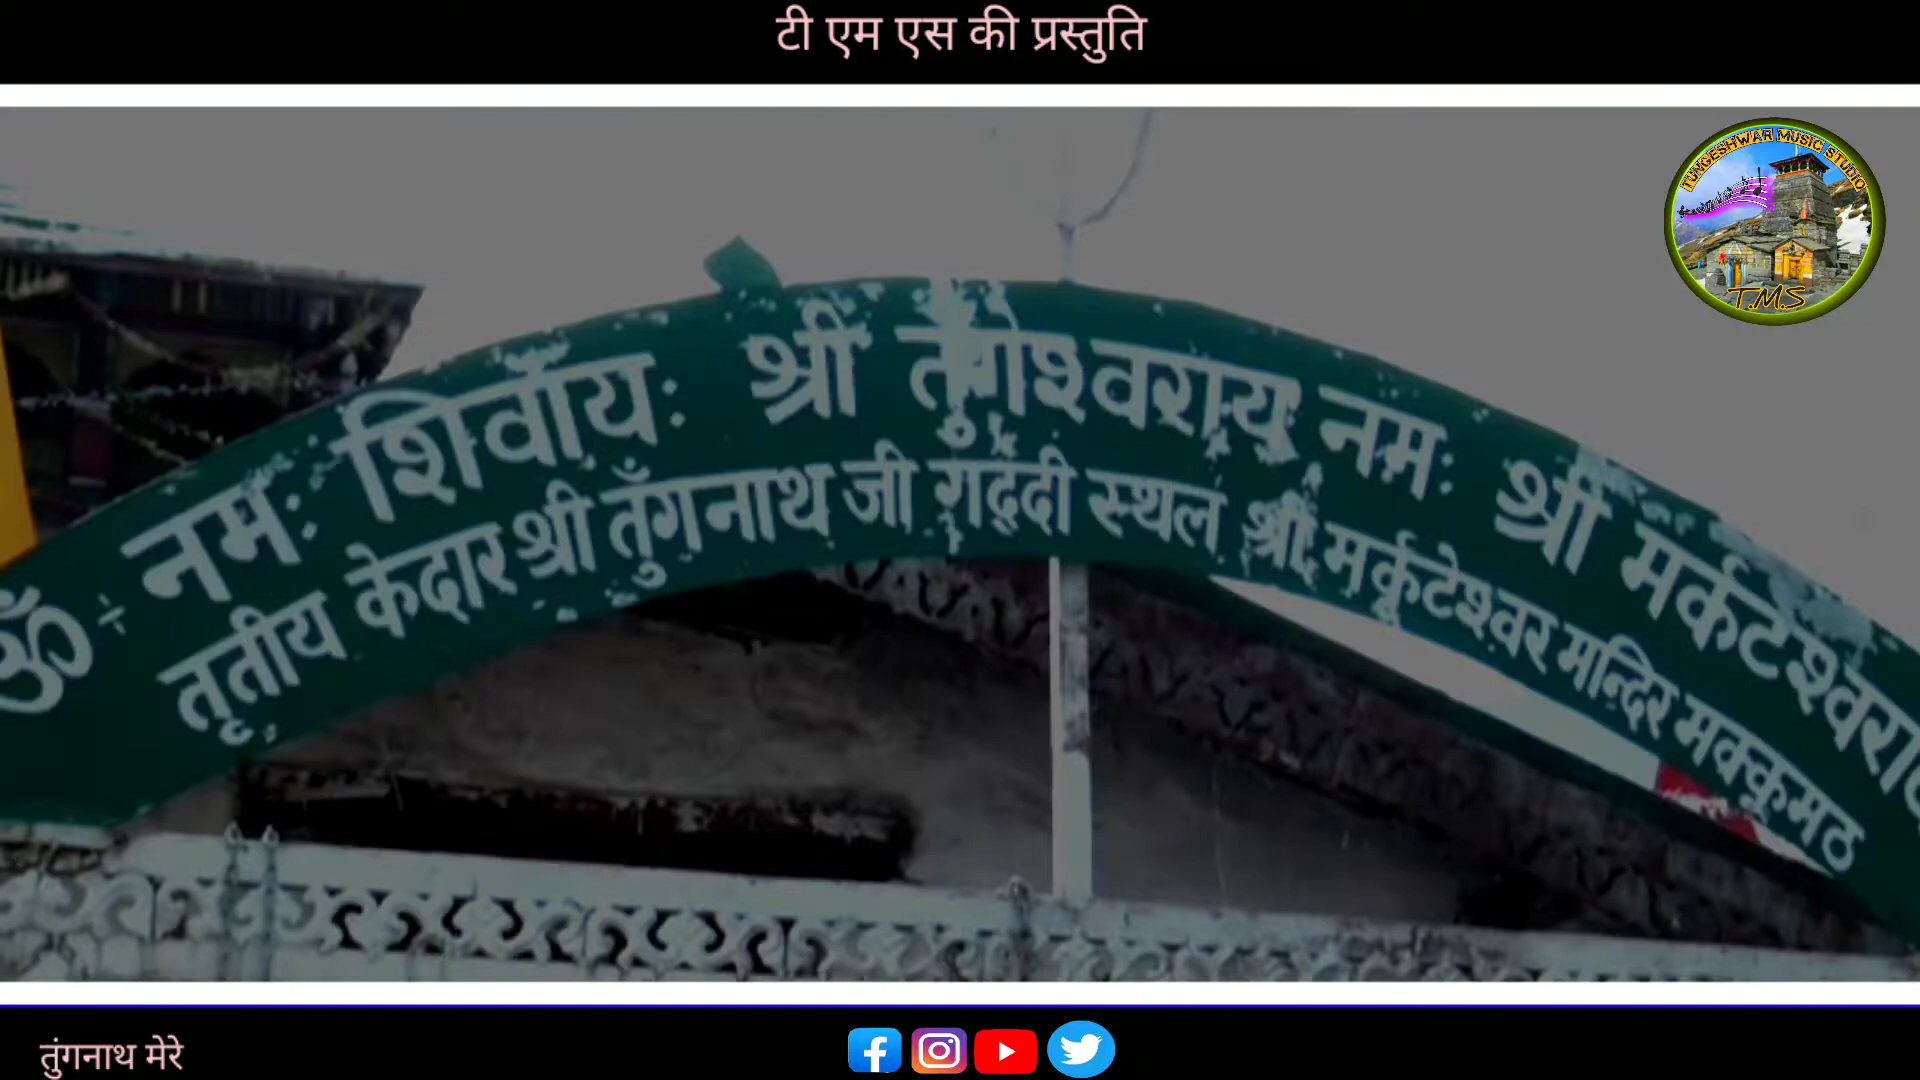 टी एम एस की प्रस्तुति
TUNGESHWAR MUSIC STUDIO
T.M.S
ॐ नमः शिवाय: श्री तुंगेश्वराय नमः श्री मर्कटेश्वराय
तृतीय केदार श्री तुँगनाथ जी गद्दी स्थल श्री मर्कूटेश्वर मन्दिर मक्कूमठ
तुंगनाथ मेरे